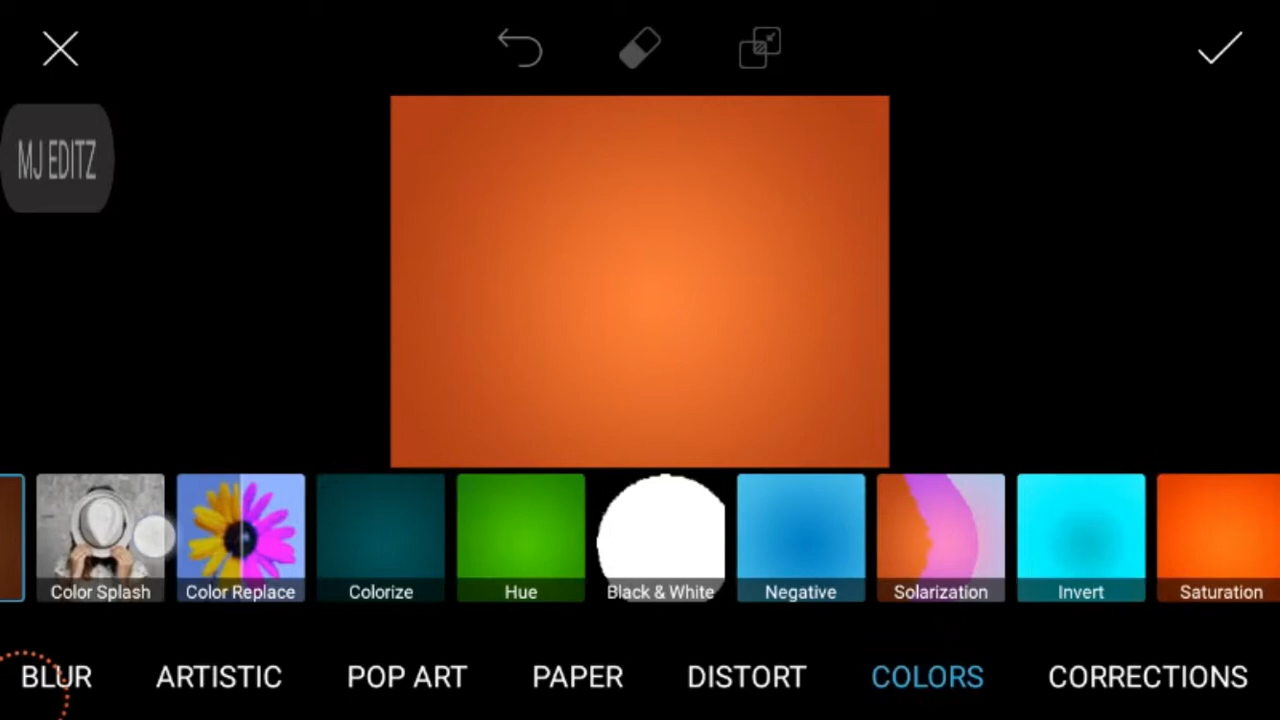 MJ EDITZ
Color Splash
Color Replace
Colorize
Hue
Black & White
Negative
Solarization
Invert
Saturation
BLUR ARTISTIC POP ART PAPER DISTORT COLORS CORRECTIONS